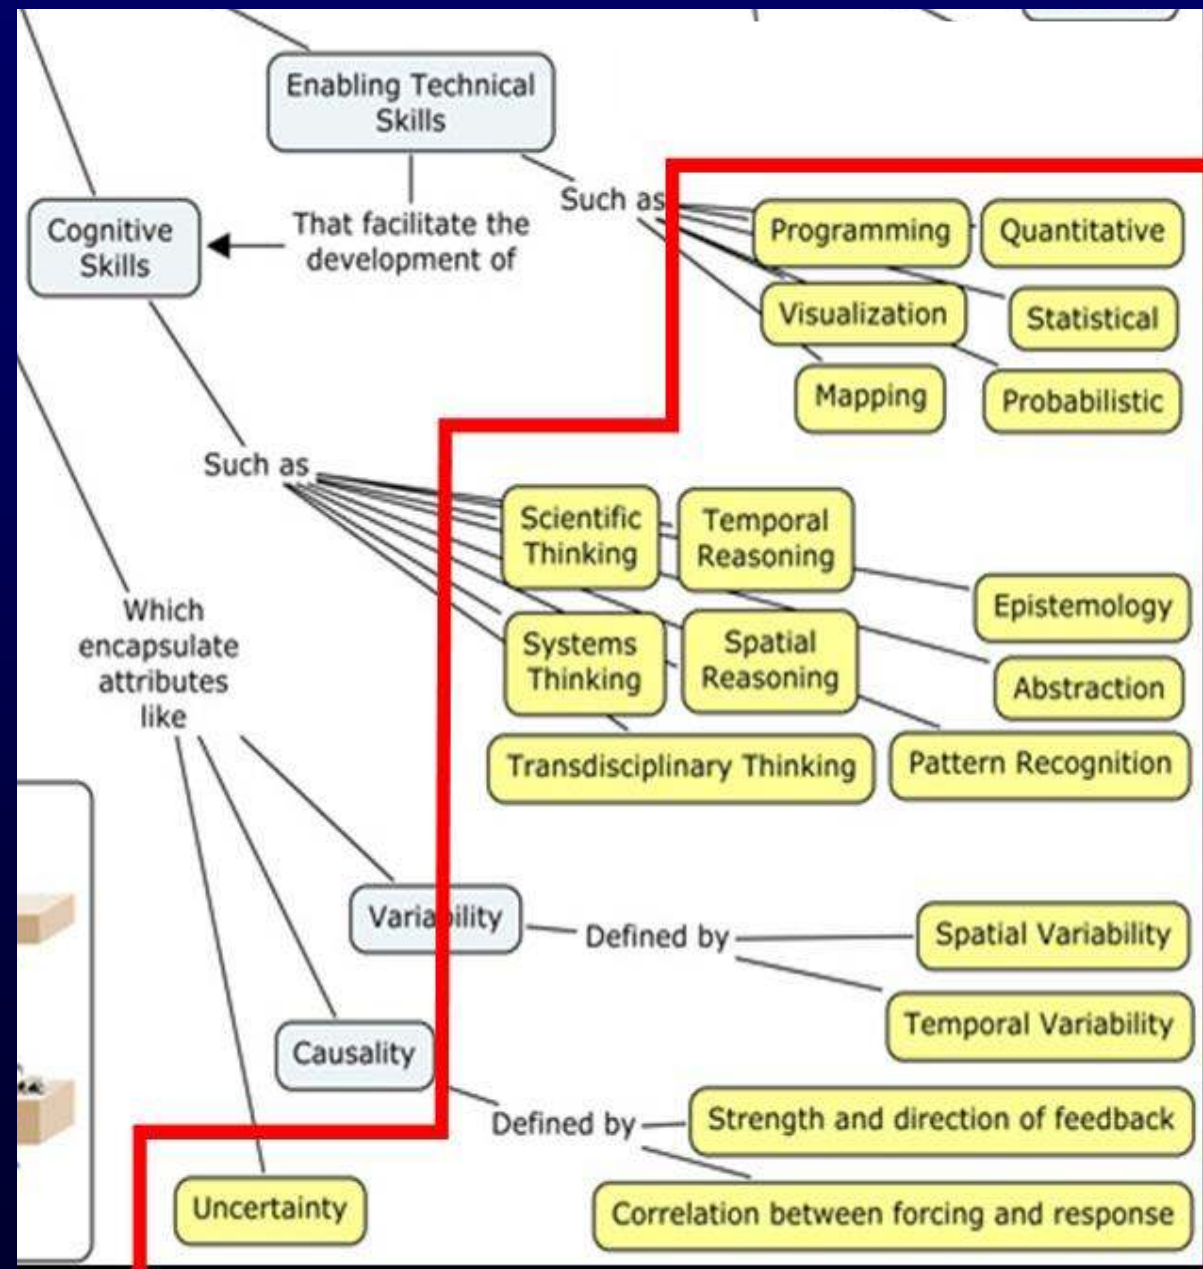 Enabling Technical
Skills
Such as
Cognitive
Skills
That facilitate the
development of
Programming
Quantitative
Visualization
Statistical
Mapping
Probabilistic
Such as
Scientific
Thinking
Temporal
Reasoning
Epistemology
Systems
Thinking
Spatial
Reasoning
Abstraction
Transdisciplinary Thinking
Pattern Recognition
Which
encapsulate
attributes
like
Variability
Defined by
Spatial Variability
Temporal Variability
Causality
Defined by
Strength and direction of feedback
Correlation between forcing and response
Uncertainty